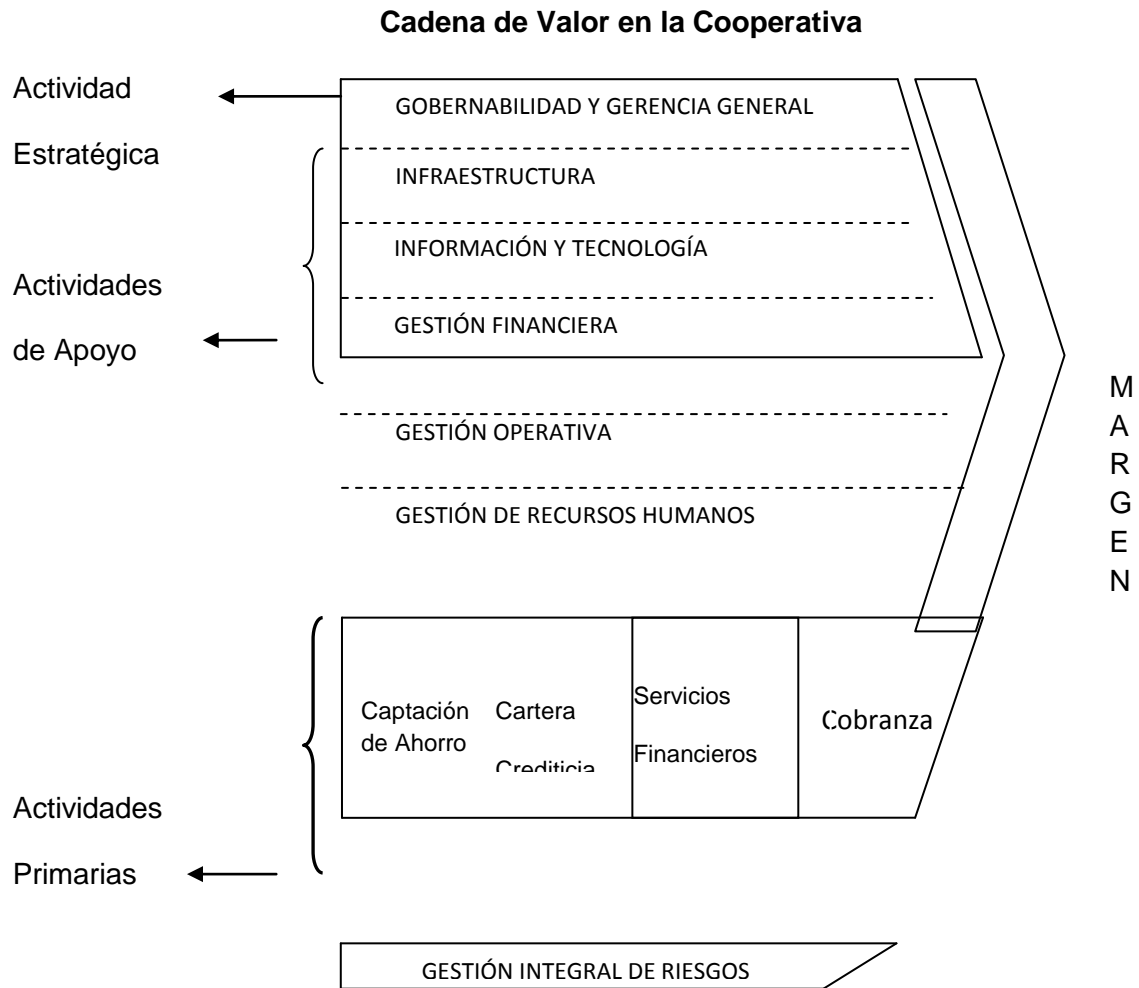 Cadena de Valor en la Cooperativa
Actividad
Estratégica
GOBERNABILIDAD Y GERENCIA GENERAL
INFRAESTRUCTURA
INFORMACIÓN Y TECNOLOGÍA
Actividades
de Apoyo
GESTIÓN FINANCIERA
GESTIÓN OPERATIVA
GESTIÓN DE RECURSOS HUMANOS
M
A
R
G
E
N
Captación
de Ahorro
Cartera
Crediticia
Servicios
Financieros
Cobranza
Actividades
Primarias
GESTIÓN INTEGRAL DE RIESGOS